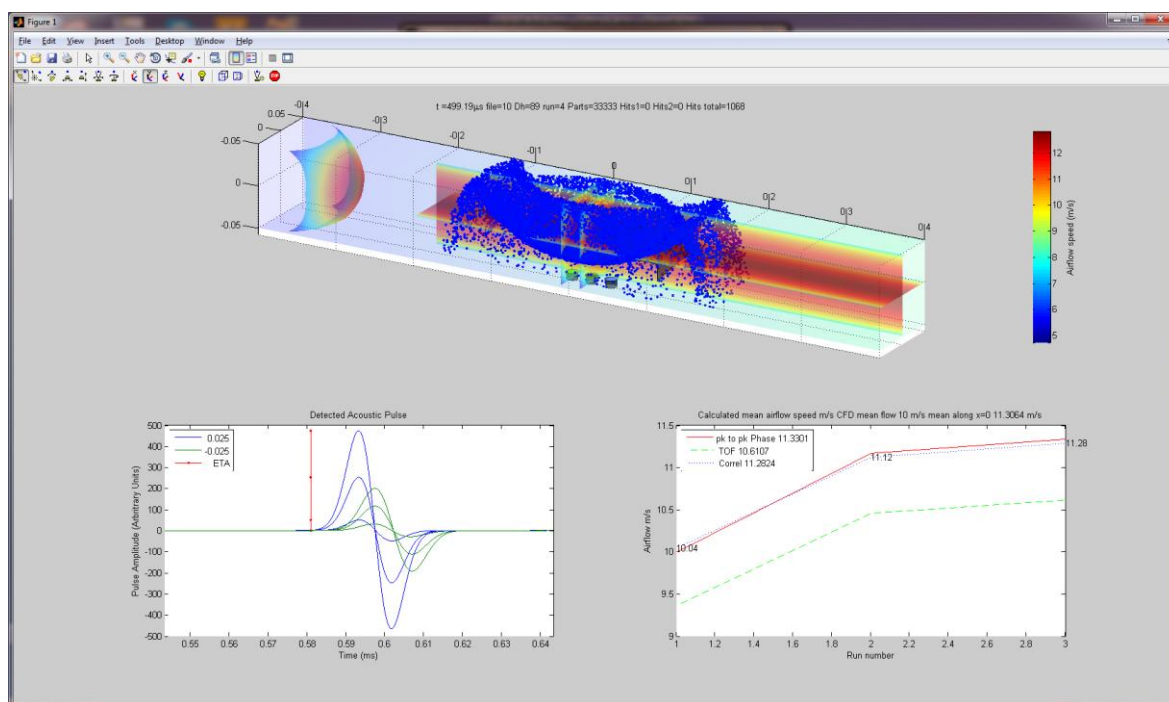 Figure 1
File Edit View Insert Tools Desktop Window Help
t =499.19µs file=10 Dh=89 run=4 Parts=33333 Hits1=0 Hits2=0 Hits total=1068
-0.05
0
0.05
-0.05
0
0.05
-0.4
-0.3
-0.2
-0.1
0
0.1
0.2
0.3
0.4
12
11
10
9
8
7
6
5
Airflow speed (m/s)
Detected Acoustic Pulse
500
400
300
200
100
0
-100
-200
-300
-400
-500
0.025
-0.025
ETA
Pulse Amplitude (Arbritrary Units)
0.55 0.56 0.57 0.58 0.59 0.6 0.61 0.62 0.63 0.64
Time (ms)
Calculated mean airflow speed m/s CFD mean flow 10 m/s mean along x=0 11.3064 m/s
11.5
11
10.5
10
9.5
9
pk to pk Phase 11.3301
TOF 10.6107
Correl 11.2824
10.04
11.12
11.28
Airflow m/s
1 1.2 1.4 1.6 1.8 2 2.2 2.4 2.6 2.8 3
Run number